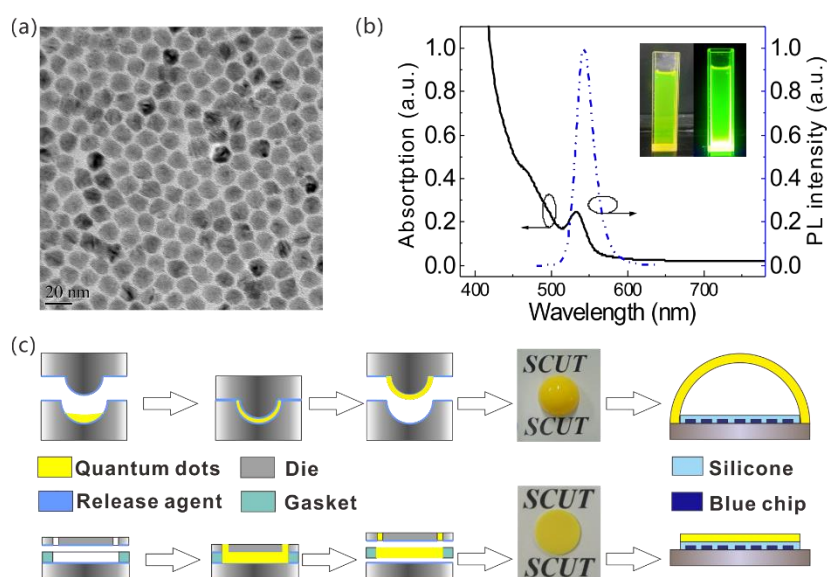 (a)
20 nm
(b)
Absortption (a.u.)
1.0
0.8
0.6
0.4
0.2
0.0
1.0
0.8
0.6
0.4
0.2
0.0
PL intensity (a.u.)
400 500 600 700
Wavelength (nm)
(c)
SCUT
SCUT
Quantum dots
Die
Silicone
Release agent
Gasket
Blue chip
SCUT
SCUT